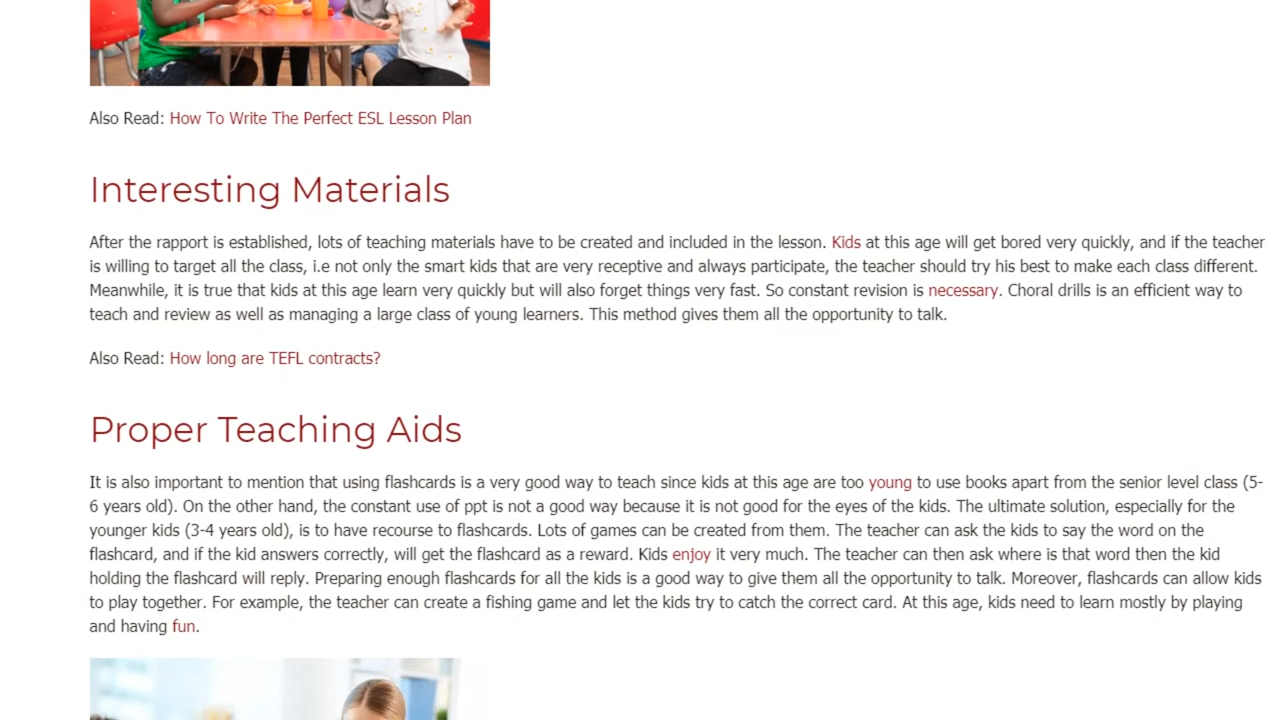 Also Read: How To Write The Perfect ESL Lesson Plan
Interesting Materials
After the rapport is established, lots of teaching materials have to be created and included in the lesson. Kids at this age will get bored very quickly, and if the teacher
is willing to target all the class, i.e not only the smart kids that are very receptive and always participate, the teacher should try his best to make each class different.
Meanwhile, it is true that kids at this age learn very quickly but will also forget things very fast. So constant revision is necessary. Choral drills is an efficient way to
teach and review as well as managing a large class of young learners. This method gives them all the opportunity to talk.
Also Read: How long are TEFL contracts?
Proper Teaching Aids
It is also important to mention that using flashcards is a very good way to teach since kids at this age are too young to use books apart from the senior level class (5-
6 years old). On the other hand, the constant use of ppt is not a good way because it is not good for the eyes of the kids. The ultimate solution, especially for the
younger kids (3-4 years old), is to have recourse to flashcards. Lots of games can be created from them. The teacher can ask the kids to say the word on the
flashcard, and if the kid answers correctly, will get the flashcard as a reward. Kids enjoy it very much. The teacher can then ask where is that word then the kid
holding the flashcard will reply. Preparing enough flashcards for all the kids is a good way to give them all the opportunity to talk. Moreover, flashcards can allow kids
to play together. For example, the teacher can create a fishing game and let the kids try to catch the correct card. At this age, kids need to learn mostly by playing
and having fun.